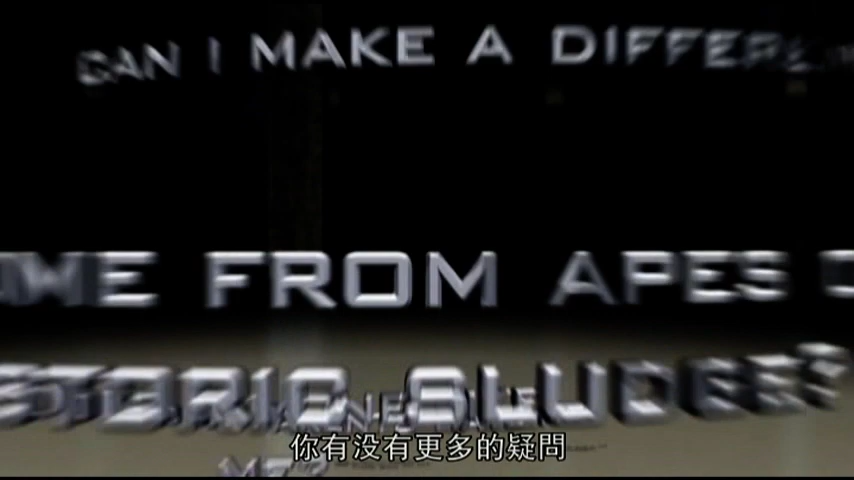 CAN I MAKE A DIFFERE
ME FROM APES O
STORIC SLUDGE?
你有没有更多的疑問